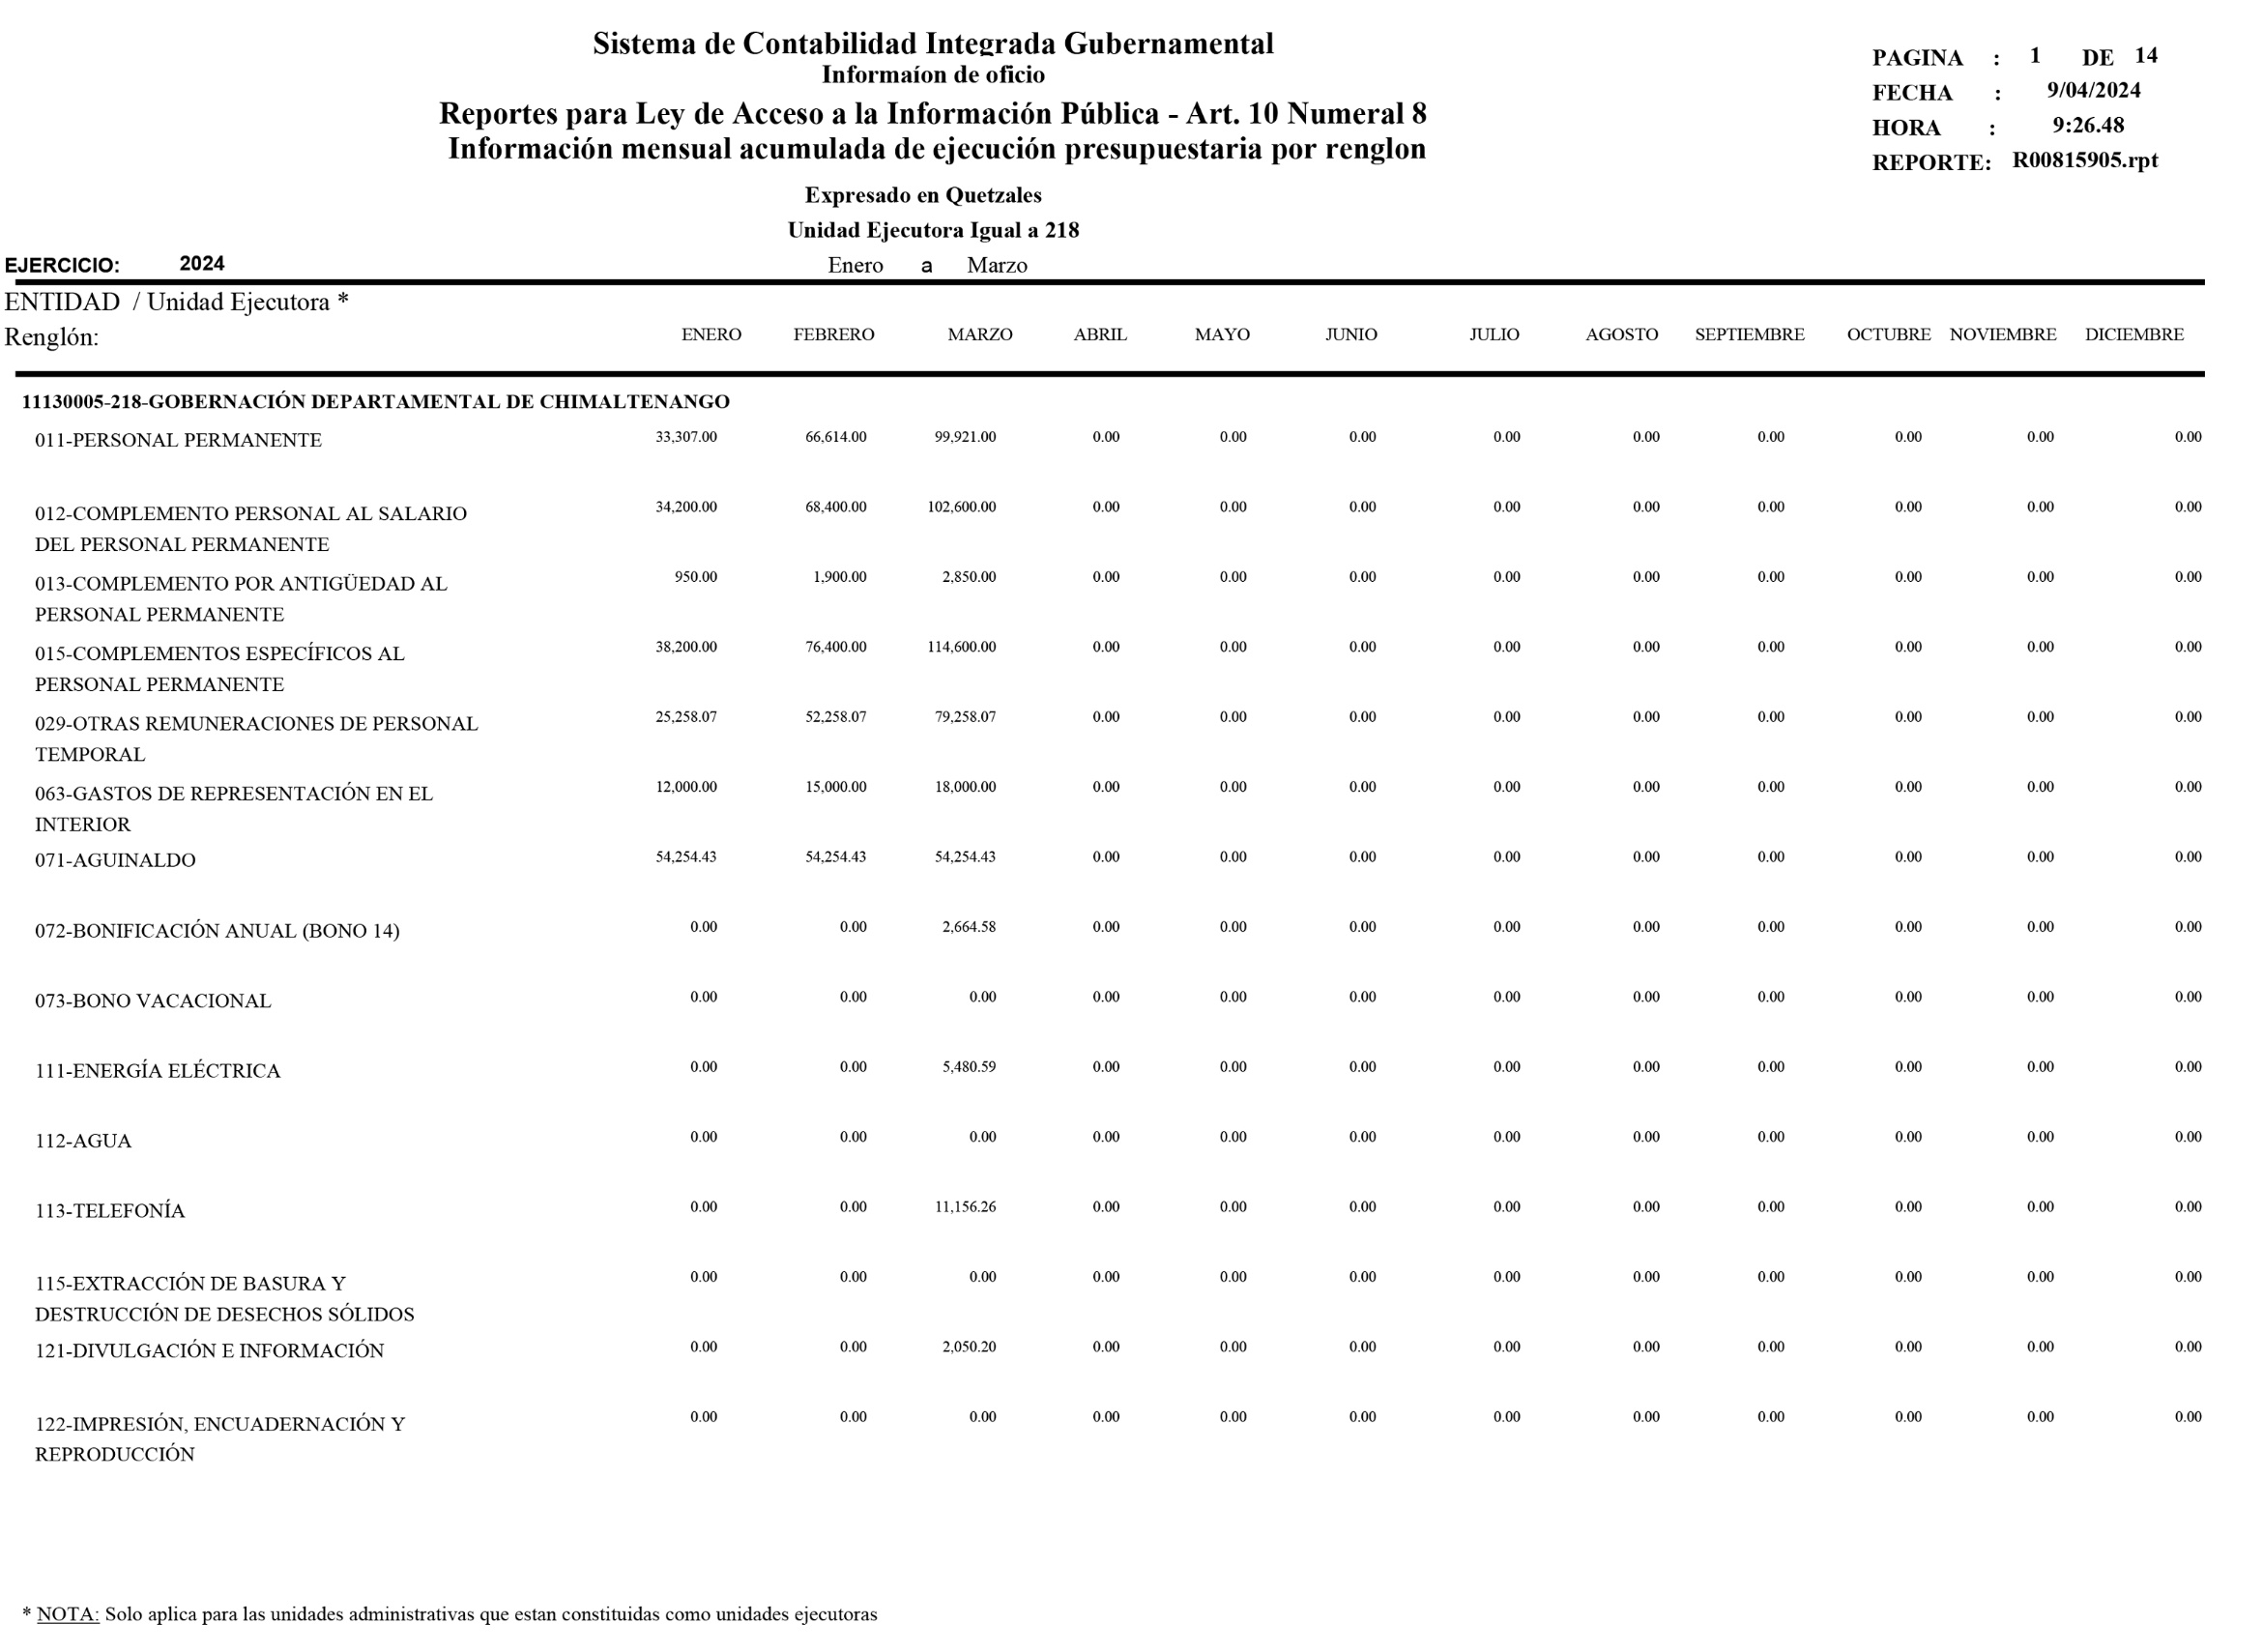 Sistema de Contabilidad Integrada Gubernamental
Informaíon de oficio
Reportes para Ley de Acceso a la Información Pública - Art. 10 Numeral 8
Información mensual acumulada de ejecución presupuestaria por renglon
Expresado en Quetzales
Unidad Ejecutora Igual a 218
PAGINA : 1 DE 14
FECHA : 9/04/2024
HORA : 9:26.48
REPORTE: R00815905.rpt
EJERCICIO: 2024 Enero a Marzo
ENTIDAD / Unidad Ejecutora *
Renglón: ENERO FEBRERO MARZO ABRIL MAYO JUNIO JULIO AGOSTO SEPTIEMBRE OCTUBRE NOVIEMBRE DICIEMBRE
11130005-218-GOBERNACIÓN DEPARTAMENTAL DE CHIMALTENANGO
011-PERSONAL PERMANENTE 33,307.00 66,614.00 99,921.00 0.00 0.00 0.00 0.00 0.00 0.00 0.00 0.00 0.00
012-COMPLEMENTO PERSONAL AL SALARIO 34,200.00 68,400.00 102,600.00 0.00 0.00 0.00 0.00 0.00 0.00 0.00 0.00 0.00
DEL PERSONAL PERMANENTE
013-COMPLEMENTO POR ANTIGÜEDAD AL 950.00 1,900.00 2,850.00 0.00 0.00 0.00 0.00 0.00 0.00 0.00 0.00 0.00
PERSONAL PERMANENTE
015-COMPLEMENTOS ESPECÍFICOS AL 38,200.00 76,400.00 114,600.00 0.00 0.00 0.00 0.00 0.00 0.00 0.00 0.00 0.00
PERSONAL PERMANENTE
029-OTRAS REMUNERACIONES DE PERSONAL 25,258.07 52,258.07 79,258.07 0.00 0.00 0.00 0.00 0.00 0.00 0.00 0.00 0.00
TEMPORAL
063-GASTOS DE REPRESENTACIÓN EN EL 12,000.00 15,000.00 18,000.00 0.00 0.00 0.00 0.00 0.00 0.00 0.00 0.00 0.00
INTERIOR
071-AGUINALDO 54,254.43 54,254.43 54,254.43 0.00 0.00 0.00 0.00 0.00 0.00 0.00 0.00 0.00
072-BONIFICACIÓN ANUAL (BONO 14) 0.00 0.00 2,664.58 0.00 0.00 0.00 0.00 0.00 0.00 0.00 0.00 0.00
073-BONO VACACIONAL 0.00 0.00 0.00 0.00 0.00 0.00 0.00 0.00 0.00 0.00 0.00 0.00
111-ENERGÍA ELÉCTRICA 0.00 0.00 5,480.59 0.00 0.00 0.00 0.00 0.00 0.00 0.00 0.00 0.00
112-AGUA 0.00 0.00 0.00 0.00 0.00 0.00 0.00 0.00 0.00 0.00 0.00 0.00
113-TELEFONÍA 0.00 0.00 11,156.26 0.00 0.00 0.00 0.00 0.00 0.00 0.00 0.00 0.00
115-EXTRACCIÓN DE BASURA Y 0.00 0.00 0.00 0.00 0.00 0.00 0.00 0.00 0.00 0.00 0.00 0.00
DESTRUCCIÓN DE DESECHOS SÓLIDOS
121-DIVULGACIÓN E INFORMACIÓN 0.00 0.00 2,050.20 0.00 0.00 0.00 0.00 0.00 0.00 0.00 0.00 0.00
122-IMPRESIÓN, ENCUADERNACIÓN Y 0.00 0.00 0.00 0.00 0.00 0.00 0.00 0.00 0.00 0.00 0.00 0.00
REPRODUCCIÓN
* NOTA: Solo aplica para las unidades administrativas que estan constituidas como unidades ejecutoras